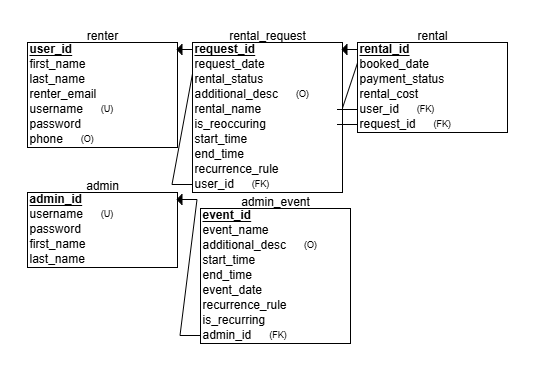 renter
user_id
first_name
last_name
renter_email
username (U)
password
phone (O)
rental_request
request_id
request_date
rental_status
additional_desc (O)
rental_name
is_reoccuring
start_time
end_time
recurrence_rule
user_id (FK)
rental
rental_id
booked_date
payment_status
rental_cost
user_id (FK)
request_id (FK)
admin
admin_id
username (U)
password
first_name
last_name
admin_event
event_id
event_name
additional_desc (O)
start_time
end_time
event_date
recurrence_rule
is_recurring
admin_id (FK)